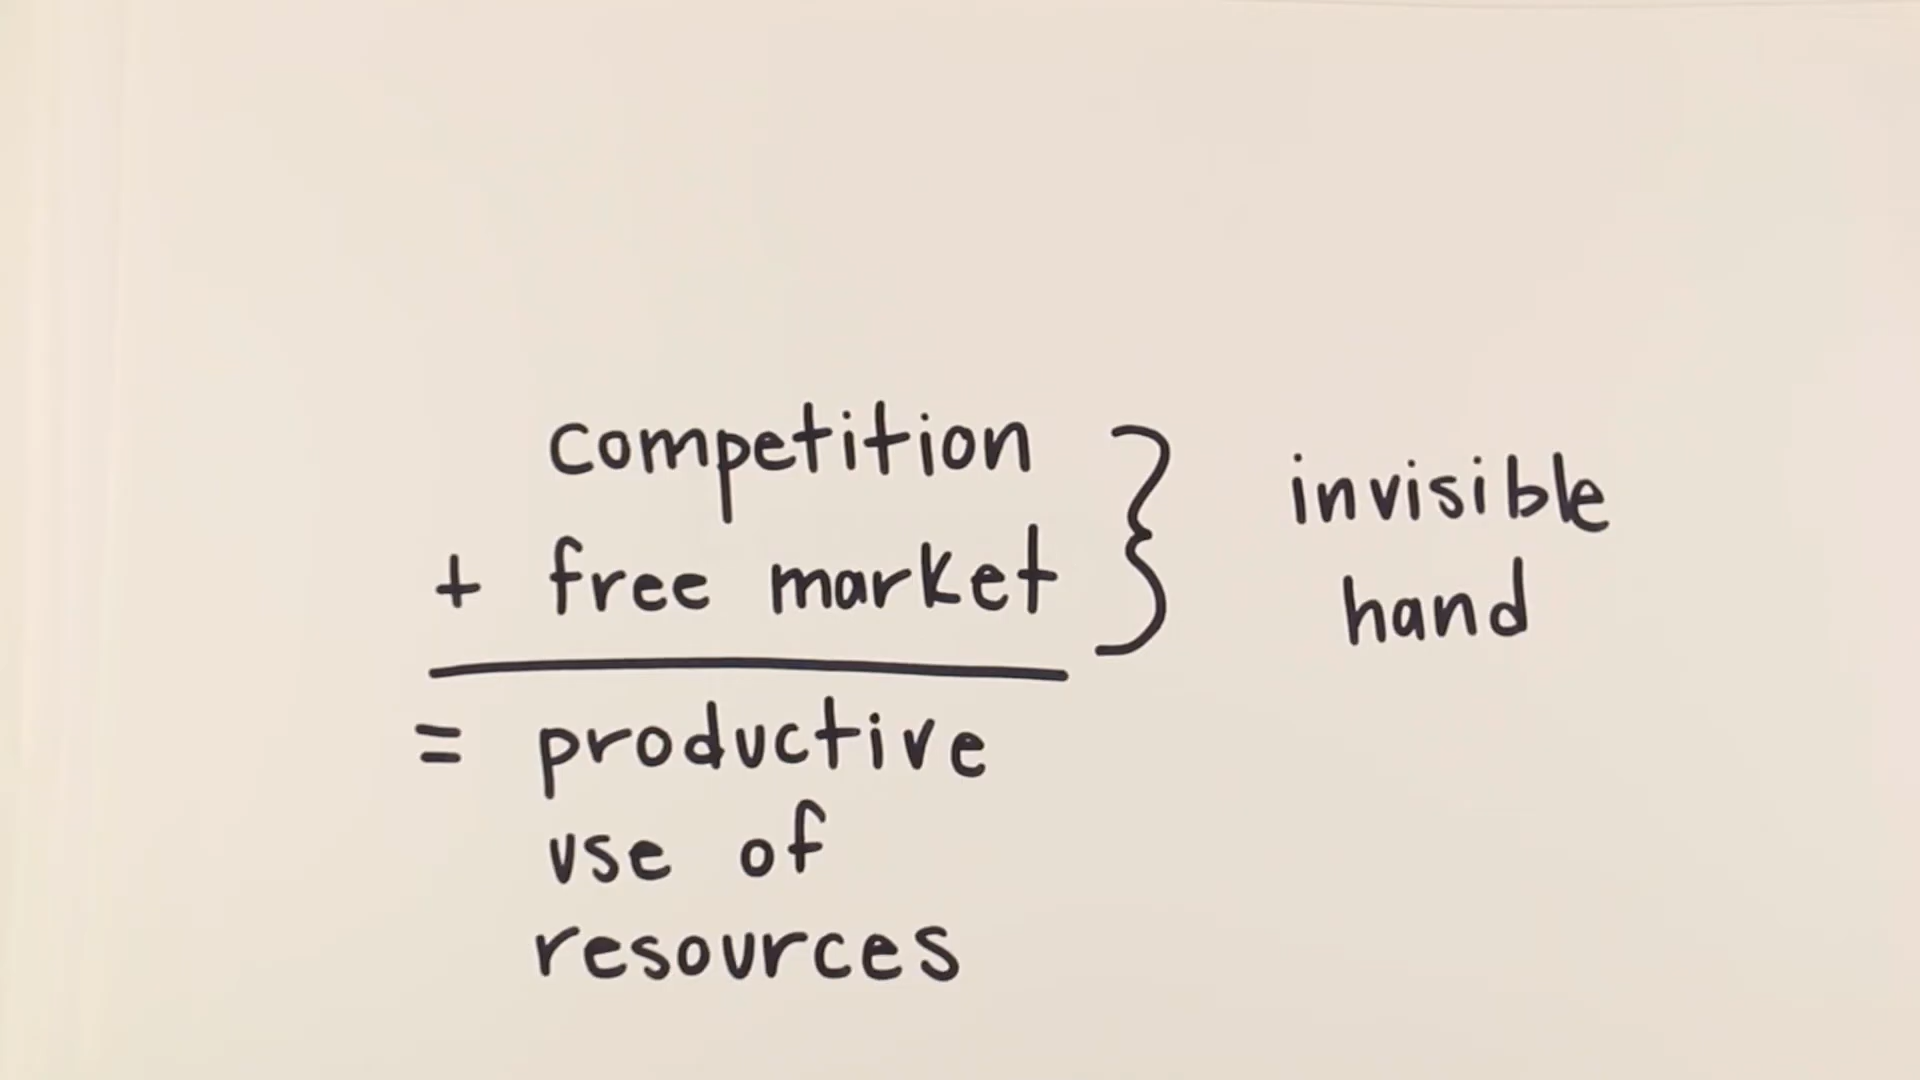 competition
+ free market
= productive
use of
resources
invisible
hand